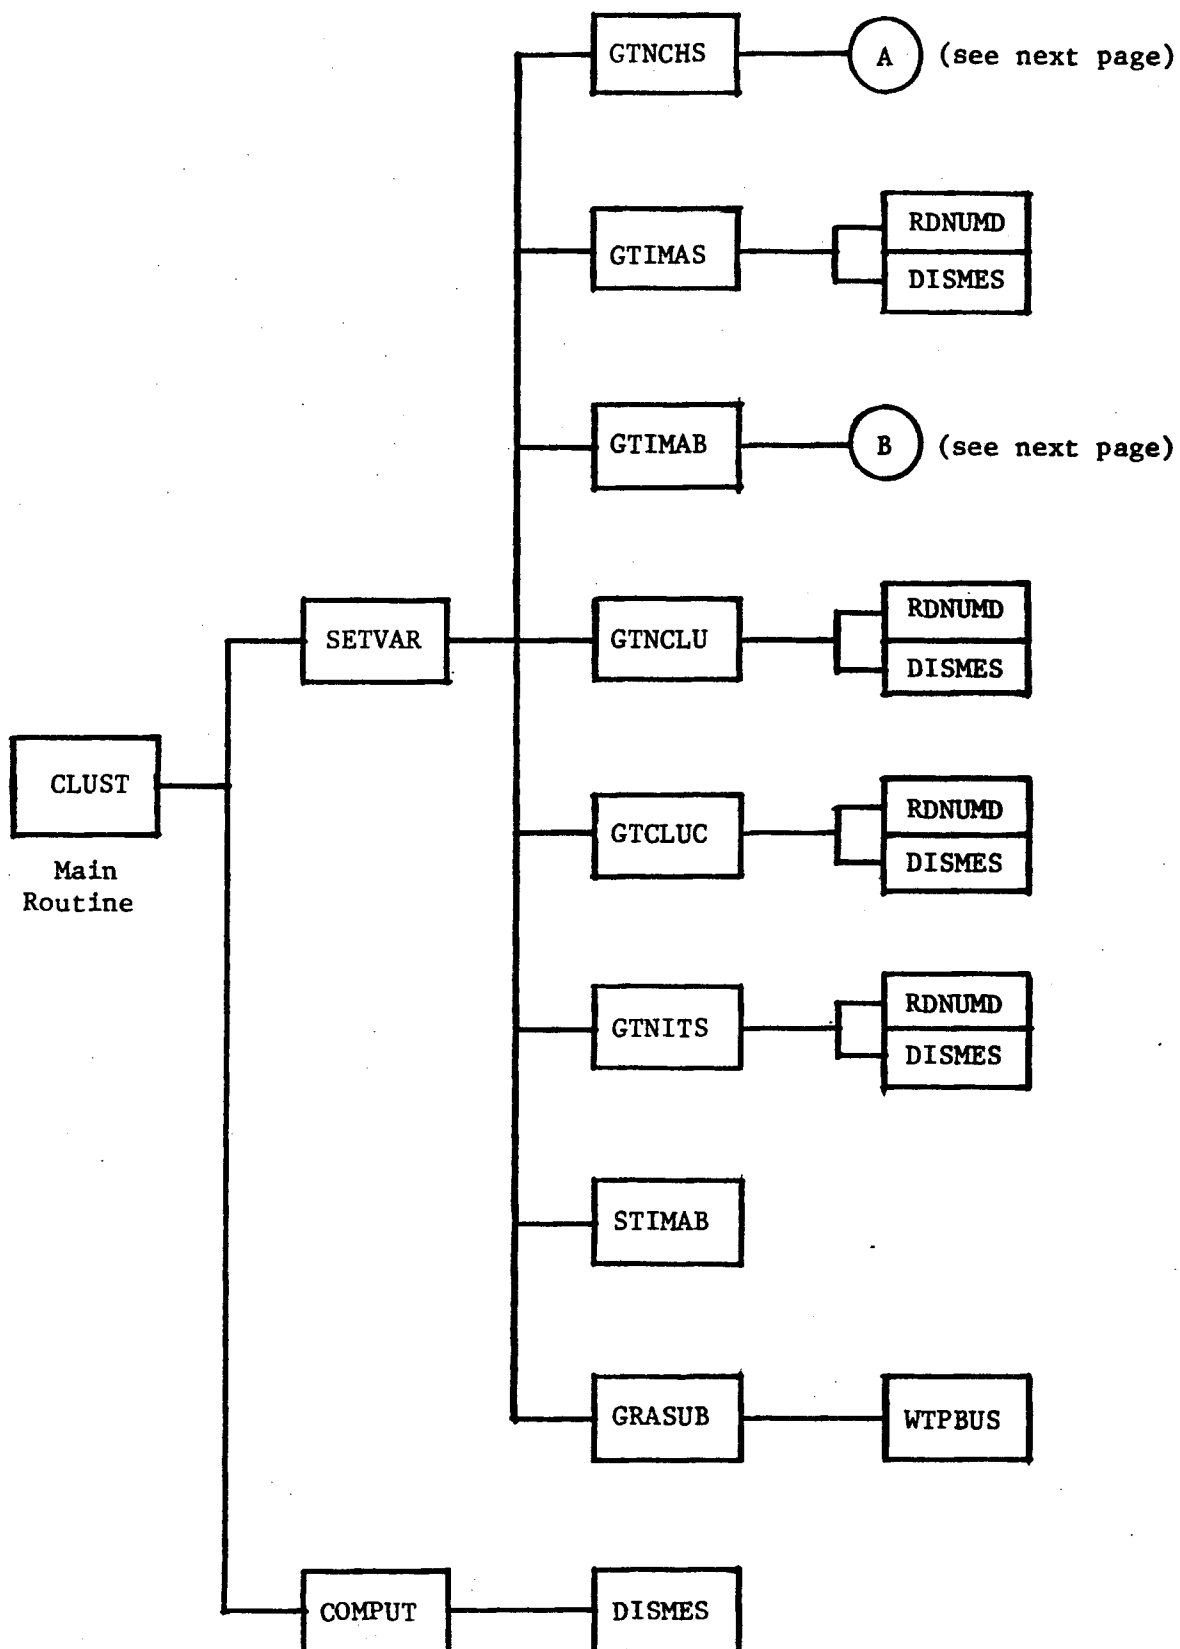 GTNCHS A (see next page)
GTIMAS RDNUMD
DISMES
GTIMAB B (see next page)
SETVAR GTNCLU RDNUMD
DISMES
CLUST
Main
Routine
GTCLUC RDNUMD
DISMES
GTNITS RDNUMD
DISMES
STIMAB
GRASUB WTPBUS
COMPUT DISMES